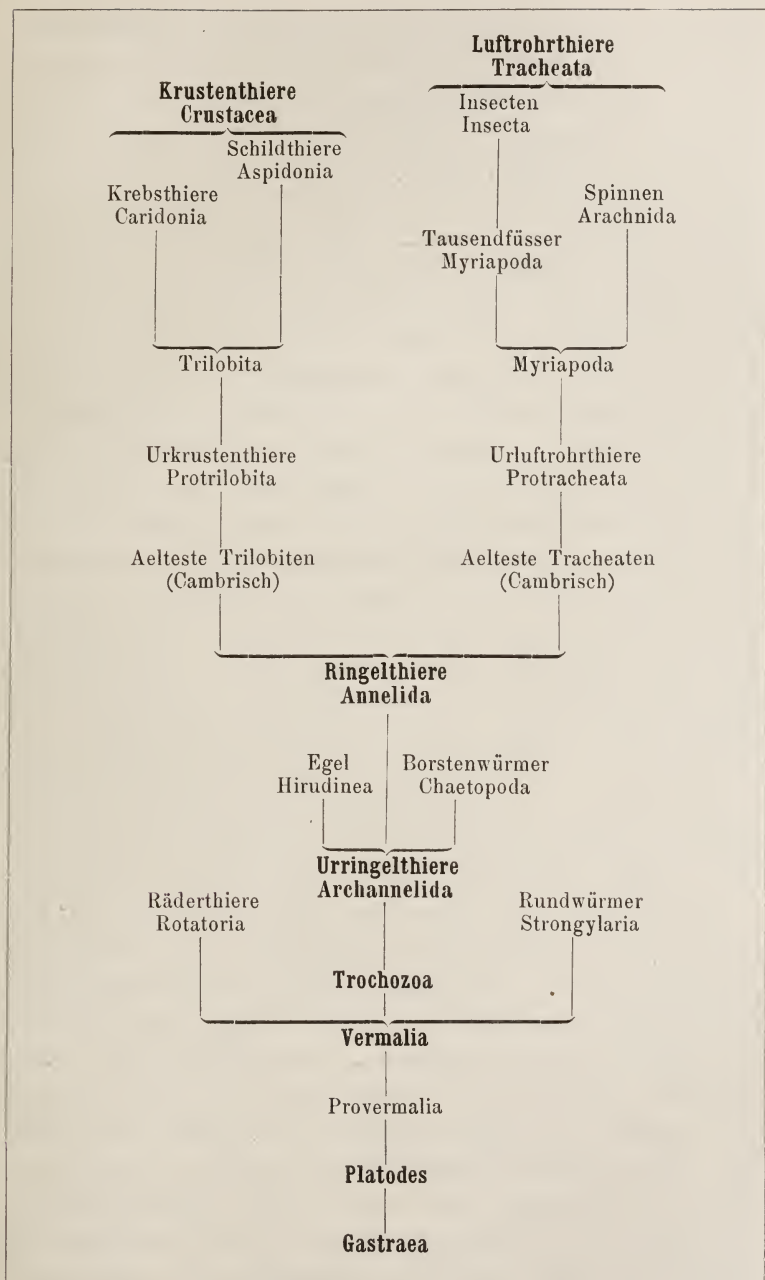 Luftrohrthiere
Tracheata
Krustenthiere
Crustacea
Insecten
Insecta
Schildthiere
Aspidonia
Krebsthiere
Caridonia
Spinnen
Arachnida
Tausendfüsser
Myriapoda
Trilobita
Myriapoda
Urkrustenthiere
Protrilobita
Urluftrohrthiere
Protracheata
Aelteste Trilobiten
(Cambrisch)
Aelteste Tracheaten
(Cambrisch)
Ringelthiere
Annelida
Egel
Hirudinea
Borstenwürmer
Chaetopoda
Urringelthiere
Archannelida
Räderthiere
Rotatoria
Rundwürmer
Strongylaria
Trochozoa
Vermalia
Provermalia
Platodes
Gastraea